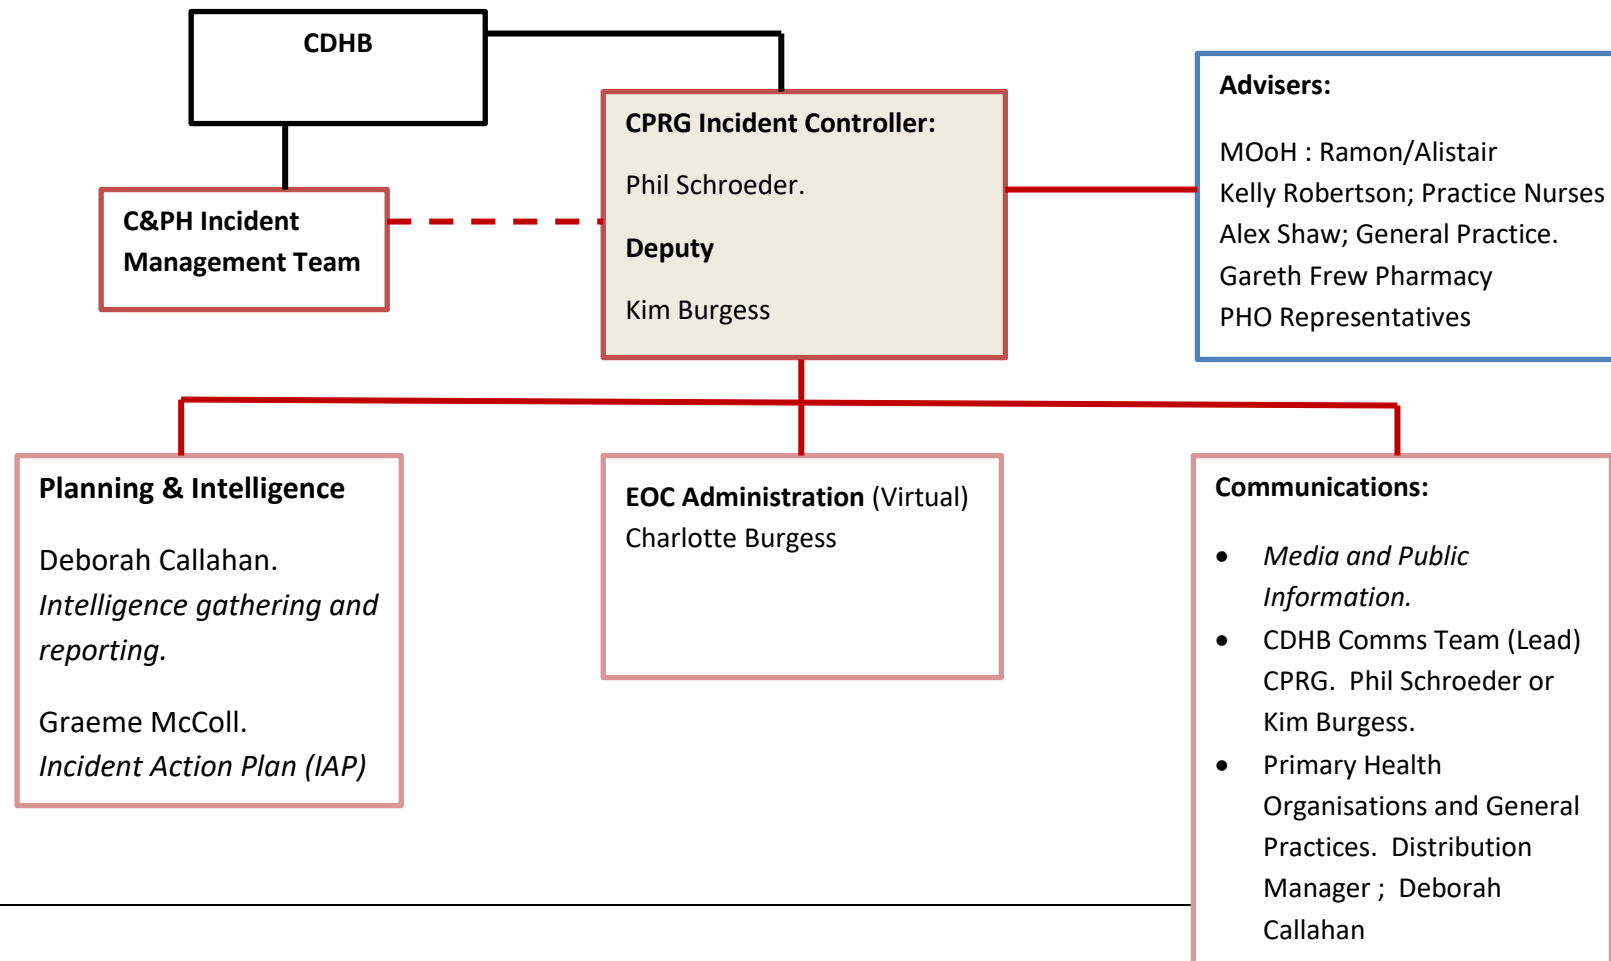 CDHB
CPRG Incident Controller:
Phil Schroeder.
Deputy
Kim Burgess
Advisers:
MOoH : Ramon/Alistair
Kelly Robertson; Practice Nurses
Alex Shaw; General Practice.
Gareth Frew Pharmacy
PHO Representatives
C&PH Incident
Management Team
Planning & Intelligence
Deborah Callahan.
Intelligence gathering and
reporting.
Graeme McColl.
Incident Action Plan (IAP)
EOC Administration (Virtual)
Charlotte Burgess
Communications:
• Media and Public
Information.
• CDHB Comms Team (Lead)
CPRG. Phil Schroeder or
Kim Burgess.
• Primary Health
Organisations and General
Practices. Distribution
Manager ; Deborah
Callahan